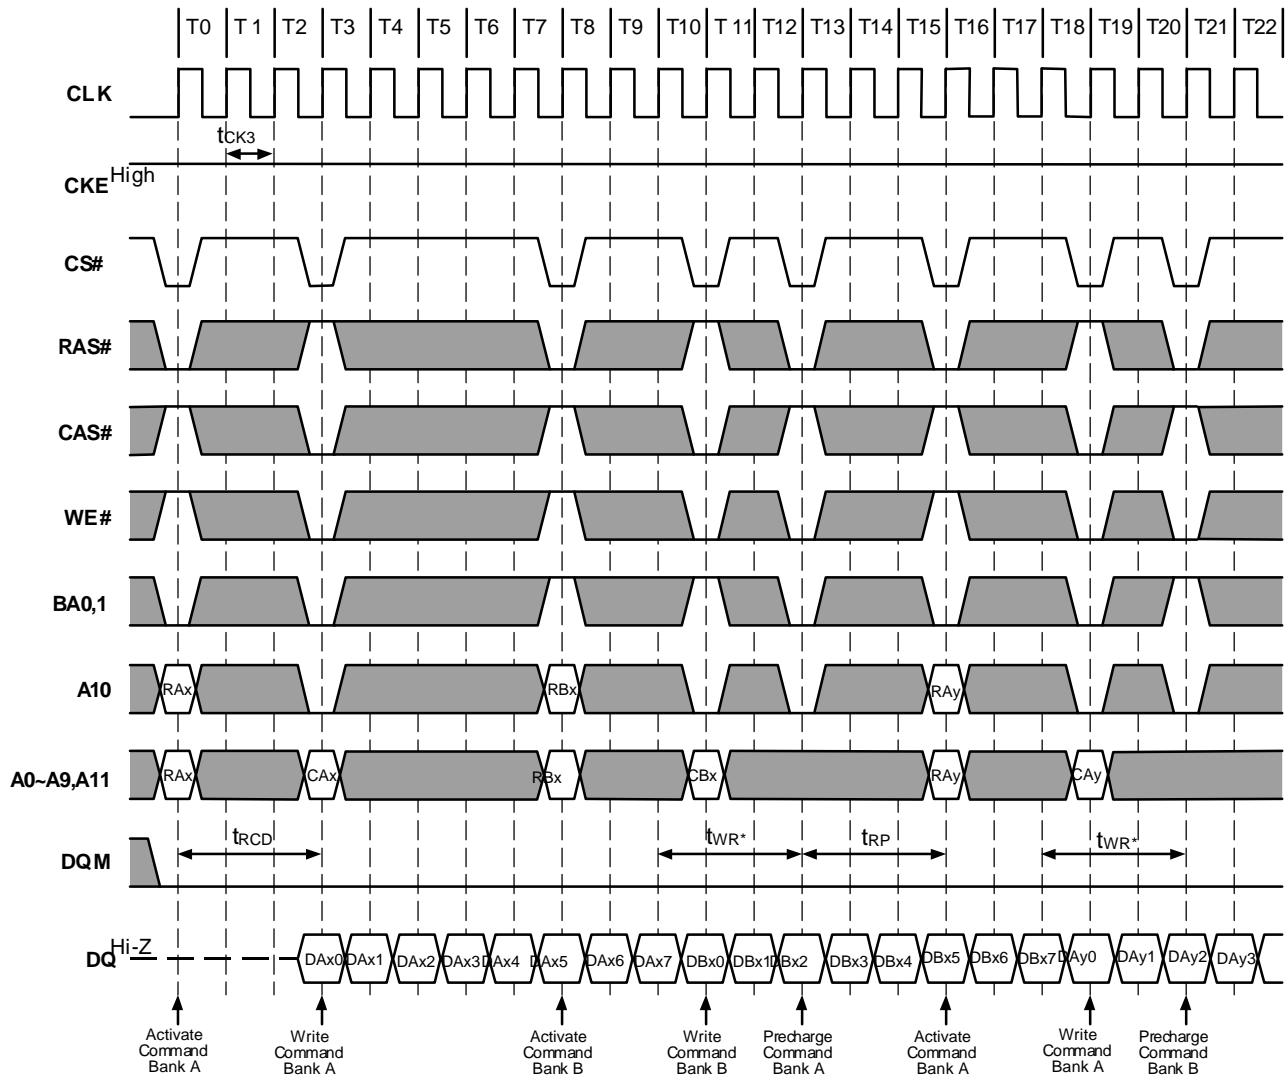 T0 T 1 T2 T3 T4 T5 T6 T7 T8 T9 T10 T 11 T12 T13 T14 T15 T16 T17 T18 T19 T20 T21 T22
CLK
tCK3
CKE High
CS#
RAS#
CAS#
WE#
BA0,1
A10 RAx RBx RAy
A0~A9,A11 RAx CAx RBx CBx RAy CAy
DQM tRCD tWR* tRP tWR*
DQ Hi-Z DAx0 DAx1 DAx2 DAx3 DAx4 DAx5 DAx6 DAx7 DBx0 DBx1 DBx2 DBx3 DBx4 DBx5 DBx6 DBx7 DAy0 DAy1 DAy2 DAy3
Activate
Command
Bank A
Write
Command
Bank A
Activate
Command
Bank B
Write
Command
Bank B
Precharge
Command
Bank A
Activate
Command
Bank A
Write
Command
Bank A
Precharge
Command
Bank B